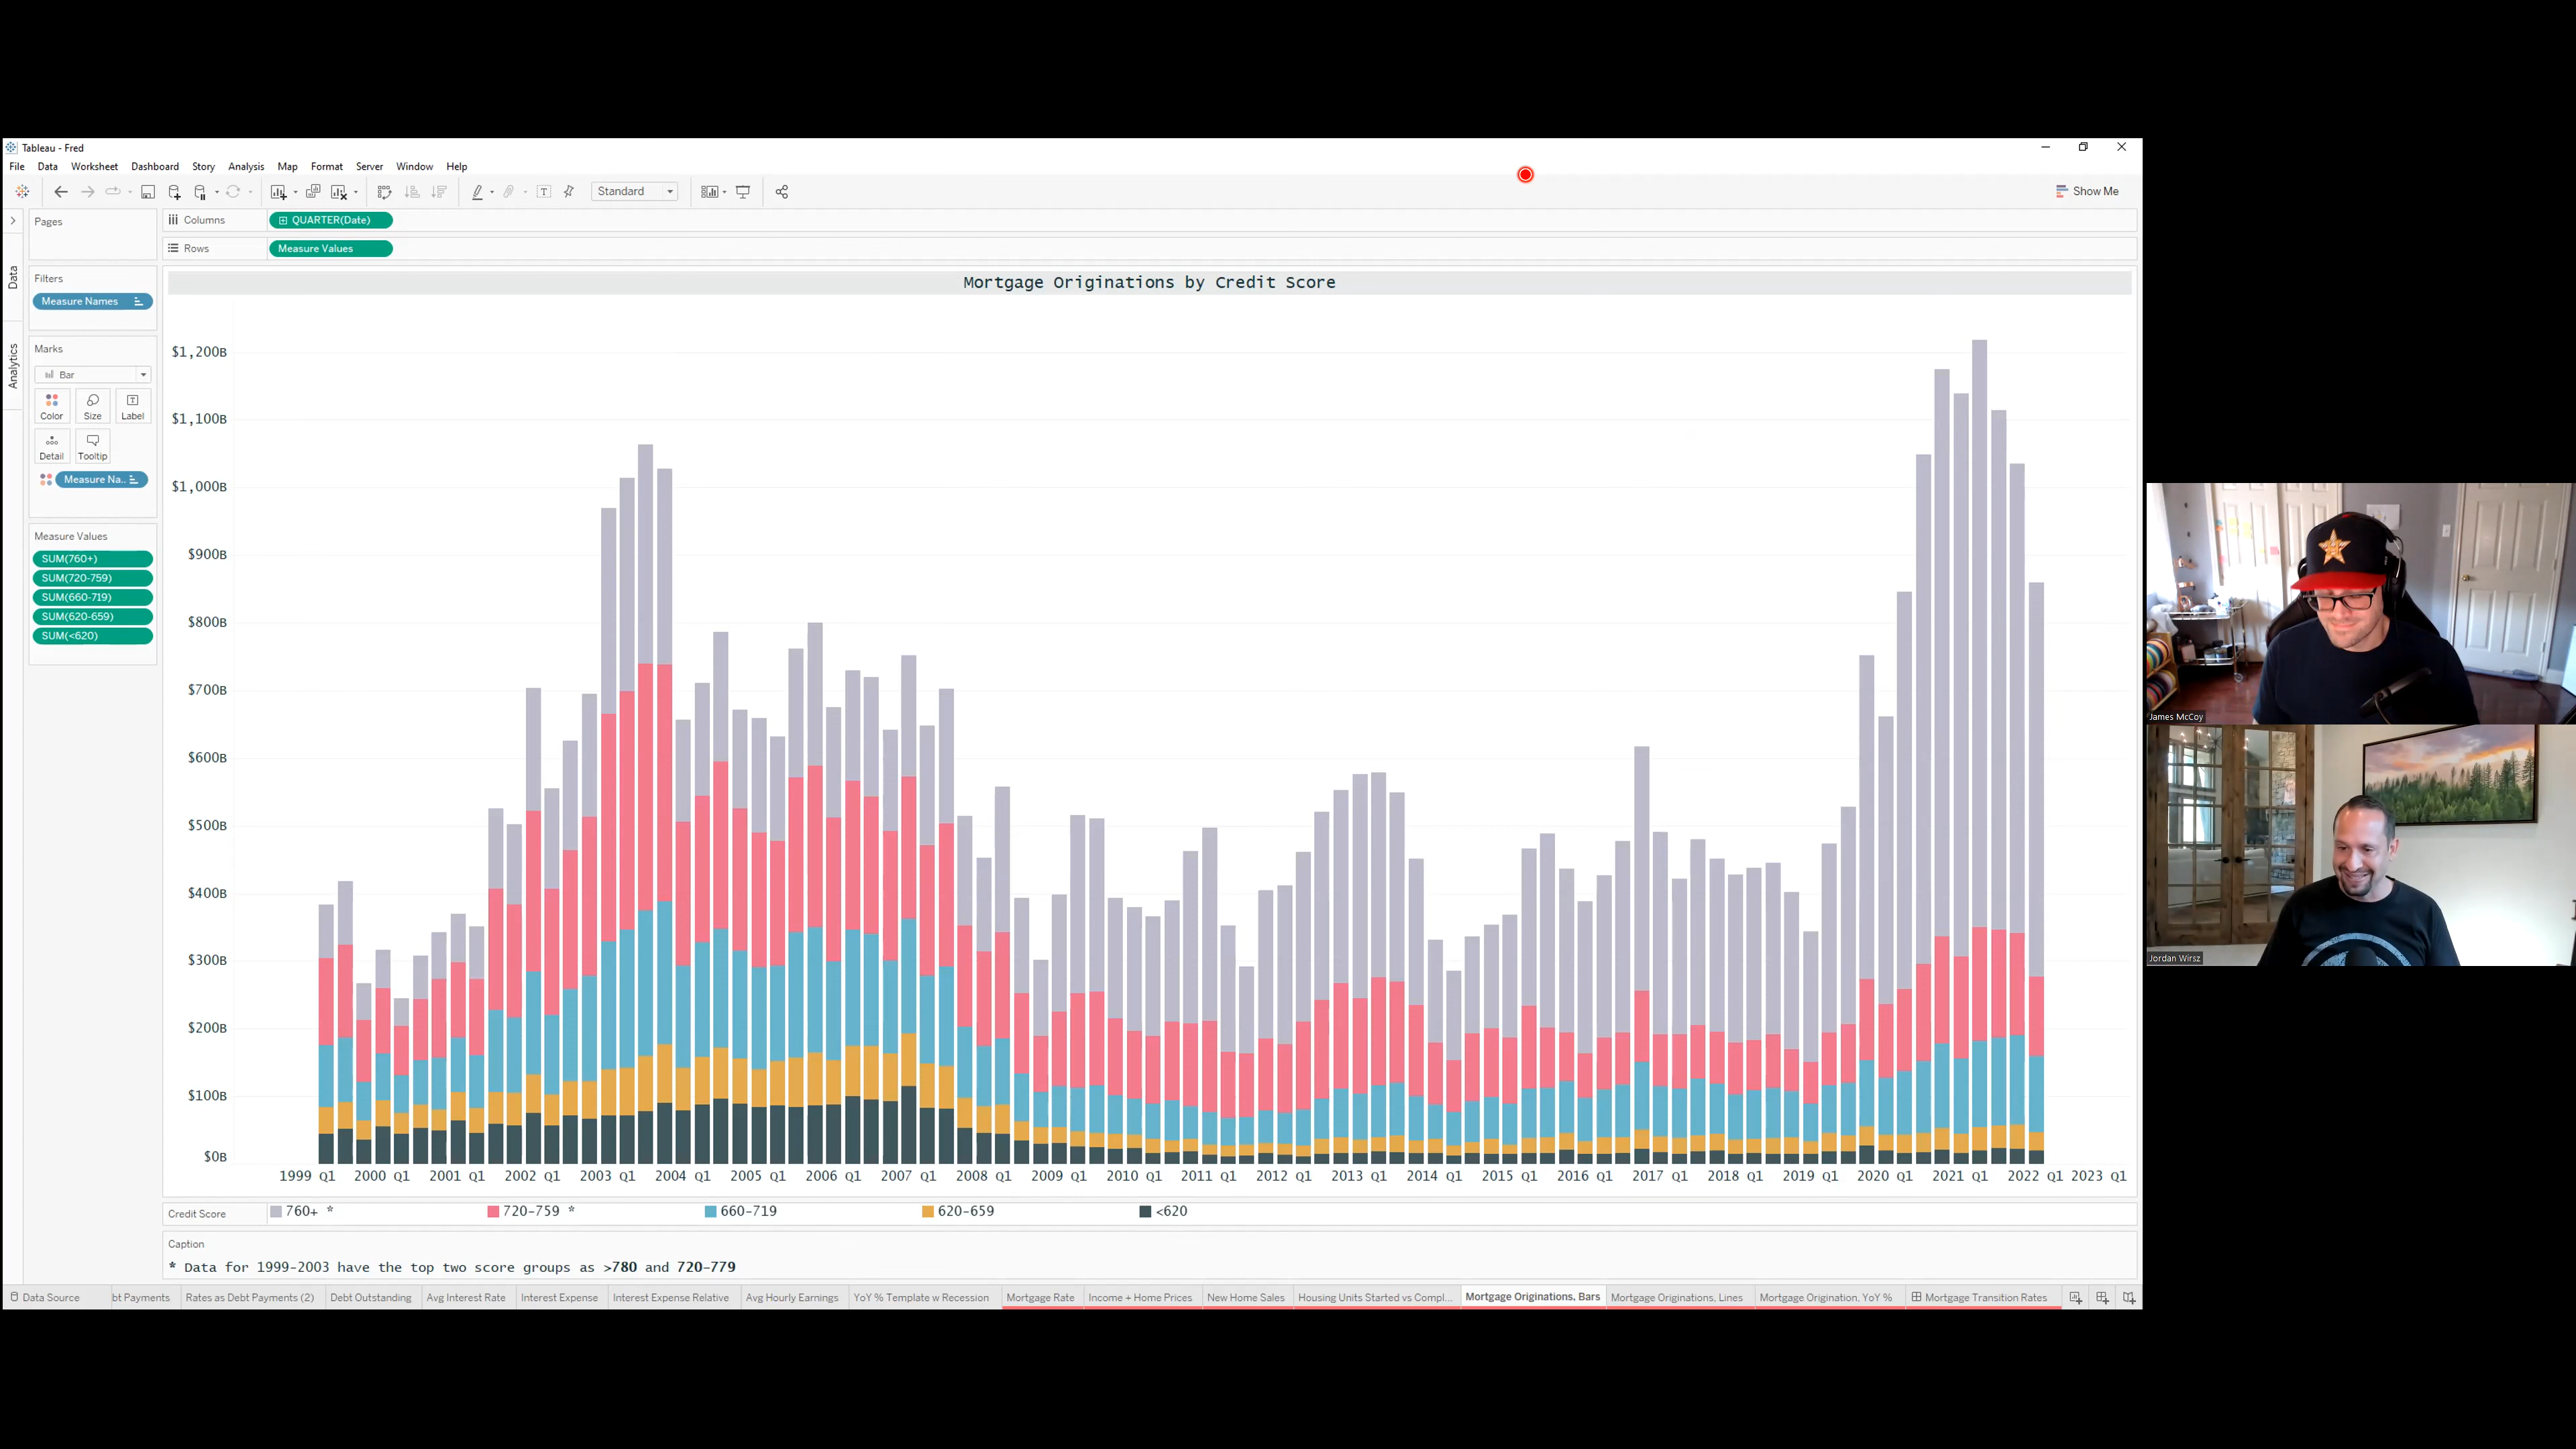 Tableau - Fred
File Data Worksheet Dashboard Story Analysis Map Format Server Window Help
Standard
Show Me
Pages
Columns QUARTER(Date)
Rows Measure Values
Data
Analytics
Filters
Measure Names
Marks
Bar
Color Size Label
Detail Tooltip
Measure Na..
Measure Values
SUM(760+)
SUM(720-759)
SUM(660-719)
SUM(620-659)
SUM(<620)
Mortgage Originations by Credit Score
$1,200B
$1,100B
$1,000B
$900B
$800B
$700B
$600B
$500B
$400B
$300B
$200B
$100B
$0B
1999 Q1 2000 Q1 2001 Q1 2002 Q1 2003 Q1 2004 Q1 2005 Q1 2006 Q1 2007 Q1 2008 Q1 2009 Q1 2010 Q1 2011 Q1 2012 Q1 2013 Q1 2014 Q1 2015 Q1 2016 Q1 2017 Q1 2018 Q1 2019 Q1 2020 Q1 2021 Q1 2022 Q1 2023 Q1
Credit Score 760+ * 720-759 * 660-719 620-659 <620
Caption
* Data for 1999-2003 have the top two score groups as >780 and 720-779
Data Source bt Payments Rates as Debt Payments (2) Debt Outstanding Avg Interest Rate Interest Expense Interest Expense Relative Avg Hourly Earnings YoY % Template w Recession Mortgage Rate Income + Home Prices New Home Sales Housing Units Started vs Compl... Mortgage Originations, Bars Mortgage Originations, Lines Mortgage Origination, YoY % Mortgage Transition Rates
James McCoy
Jordan Wirsz